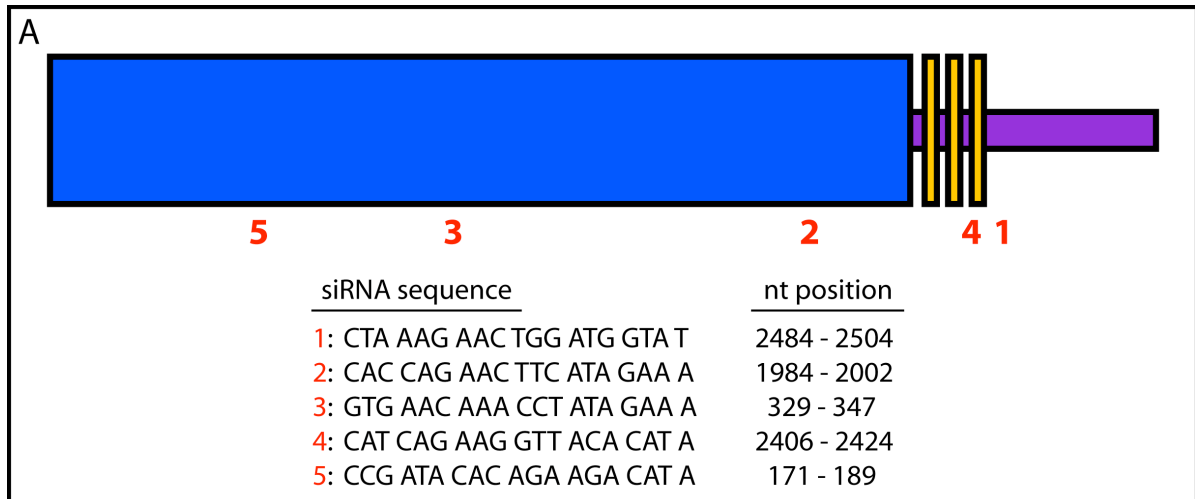 A
5 3 2 4 1
siRNA sequence nt position
1: CTA AAG AAC TGG ATG GTA T 2484 - 2504
2: CAC CAG AAC TTC ATA GAA A 1984 - 2002
3: GTG AAC AAA CCT ATA GAA A 329 - 347
4: CAT CAG AAG GTT ACA CAT A 2406 - 2424
5: CCG ATA CAC AGA AGA CAT A 171 - 189